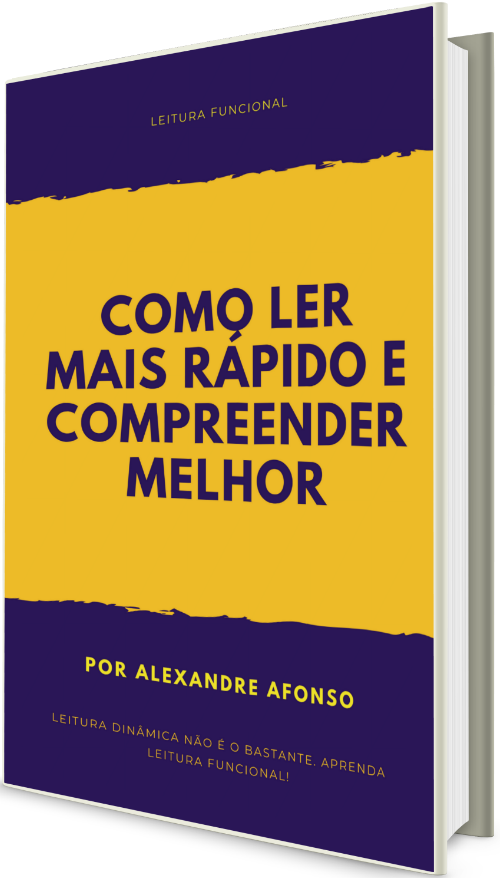 LEITURA FUNCIONAL
COMO LER
MAIS RÁPIDO E
COMPREENDER
MELHOR
POR ALEXANDRE AFONSO
LEITURA DINÂMICA NÃO É O BASTANTE. APRENDA
LEITURA FUNCIONAL!